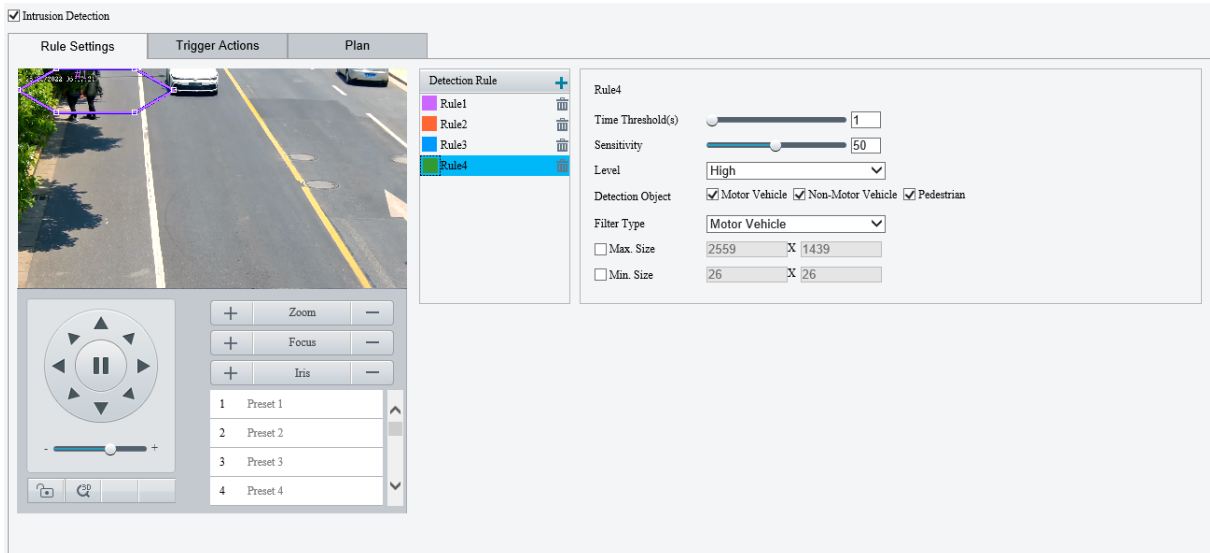 Intrusion Detection
Rule Settings Trigger Actions Plan
#1
Detection Rule
Rule1
Rule2
Rule3
Rule4
Rule4
Time Threshold(s) 1
Sensitivity 50
Level High
Detection Object Motor Vehicle Non-Motor Vehicle Pedestrian
Filter Type Motor Vehicle
Max. Size 2559 X 1439
Min. Size 26 X 26
+ Zoom −
+ Focus −
+ Iris −
1 Preset 1
2 Preset 2
3 Preset 3
4 Preset 4
- +
3D